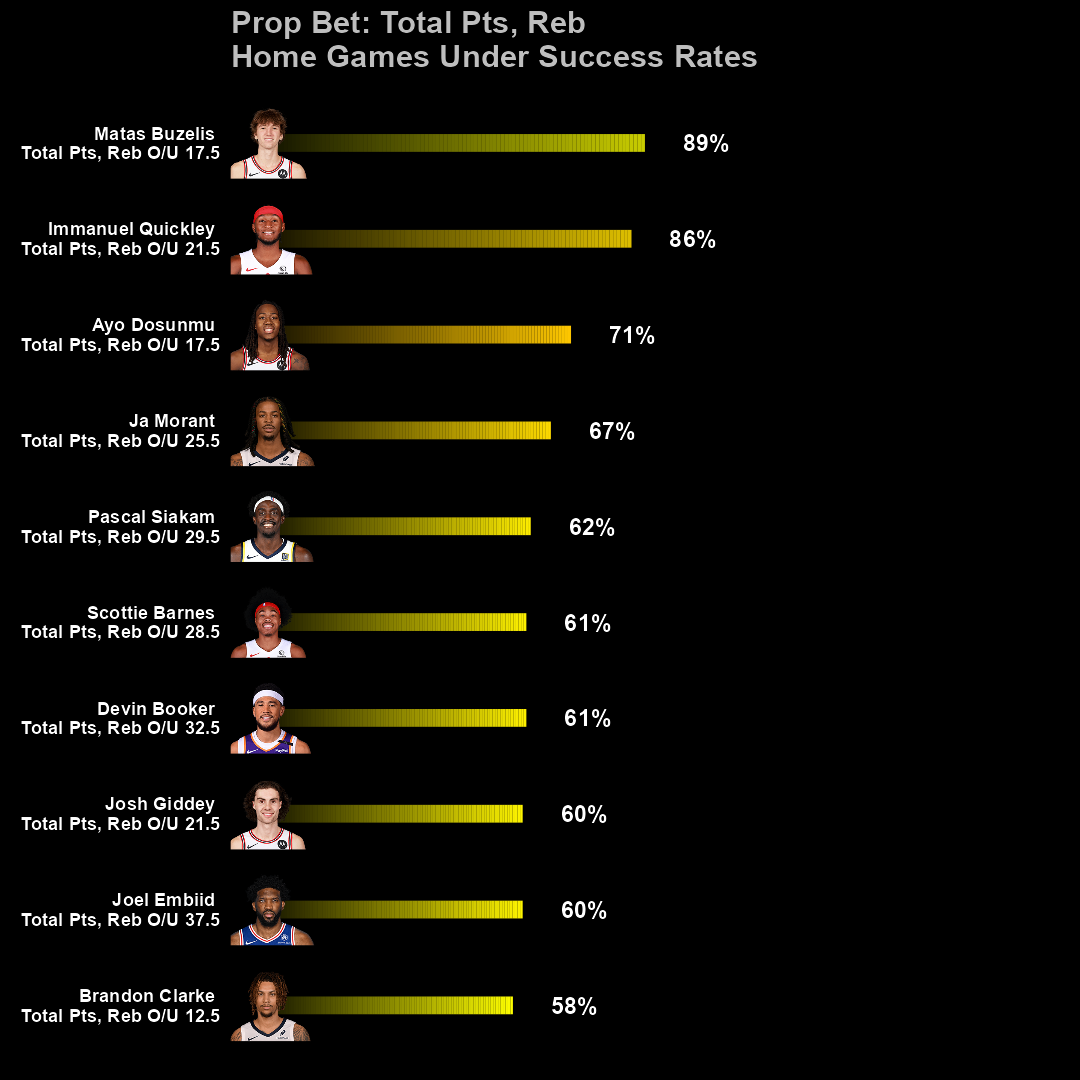 Prop Bet: Total Pts, Reb
Home Games Under Success Rates
Matas Buzelis
Total Pts, Reb O/U 17.5
89%
Immanuel Quickley
Total Pts, Reb O/U 21.5
86%
Ayo Dosunmu
Total Pts, Reb O/U 17.5
71%
Ja Morant
Total Pts, Reb O/U 25.5
67%
Pascal Siakam
Total Pts, Reb O/U 29.5
62%
Scottie Barnes
Total Pts, Reb O/U 28.5
61%
Devin Booker
Total Pts, Reb O/U 32.5
61%
Josh Giddey
Total Pts, Reb O/U 21.5
60%
Joel Embiid
Total Pts, Reb O/U 37.5
60%
Brandon Clarke
Total Pts, Reb O/U 12.5
58%